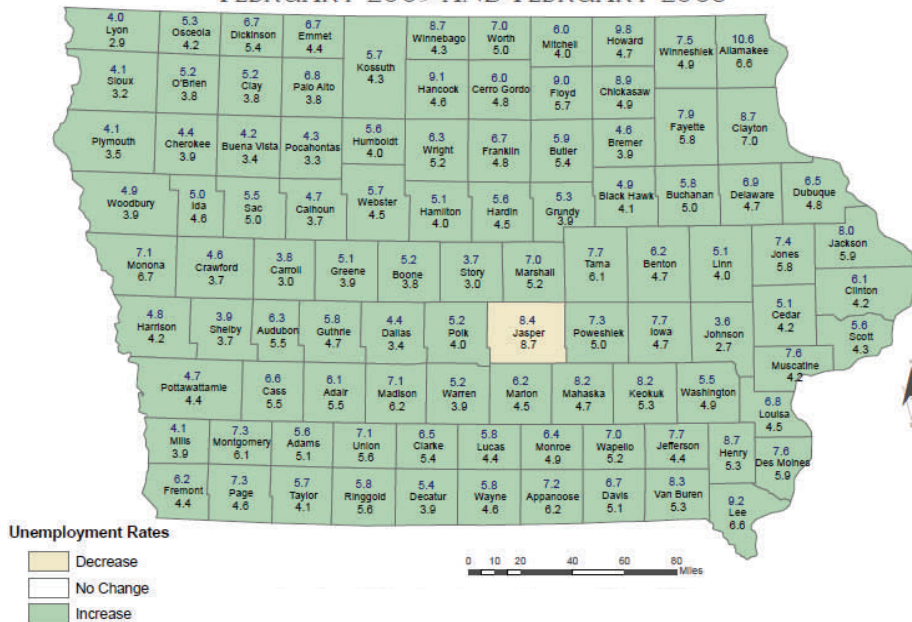 FEBRUARY 2009 AND FEBRUARY 2008
4.0 5.3 6.7 6.7 8.7 7.0 6.0 9.8 7.5 10.6
Lyon Osceola Dickinson Emmet Winnebago Worth Mitchell Howard Winneshiek Allamakee
2.9 4.2 5.4 4.4 4.3 5.0 4.0 4.7 4.9 6.6
5.7
Kossuth
4.3
4.1 5.2 5.2 6.8 9.1 6.0 9.0 8.9
Sioux O'Brien Clay Palo Alto Hancock Cerro Gordo Floyd Chickasaw
3.2 3.8 3.8 3.8 4.6 4.8 5.7 4.9
7.9 8.7
Fayette Clayton
5.8 7.0
4.1 4.4 4.2 4.3 5.6 6.3 6.7 5.9 4.6
Plymouth Cherokee Buena Vista Pocahontas Humboldt Wright Franklin Butler Bremer
3.5 3.9 3.4 3.3 4.0 5.2 4.8 5.4 3.9
4.9 5.0 5.5 4.7 5.7 5.1 5.6 5.3 4.9 5.8 6.9 6.5
Woodbury Ida Sac Calhoun Webster Hamilton Hardin Grundy Black Hawk Buchanan Delaware Dubuque
3.9 4.6 5.0 3.7 4.5 4.0 4.5 3.9 4.1 5.0 4.7 4.8
7.1 4.6 3.8 5.1 5.2 3.7 7.0 7.7 6.2 5.1 7.4 8.0
Monona Crawford Carroll Greene Boone Story Marshall Tama Benton Linn Jones Jackson
6.7 3.7 3.0 3.9 3.8 3.0 5.2 6.1 4.7 4.0 5.8 5.9
6.1
Clinton
4.2
4.8 3.9 6.3 5.8 4.4 5.2 8.4 7.3 7.7 3.6 5.1 5.6
Harrison Shelby Audubon Guthrie Dallas Polk Jasper Poweshiek Iowa Johnson Cedar Scott
4.2 3.7 5.5 4.7 3.4 4.0 8.7 5.0 4.7 2.7 4.2 4.3
7.6
Muscatine
4.2
4.7 6.6 6.1 7.1 5.2 6.2 8.2 8.2 5.5 6.8
Pottawattamie Cass Adair Madison Warren Marion Mahaska Keokuk Washington Louisa
4.4 5.5 5.5 6.2 3.9 4.5 4.7 5.3 4.9 4.5
4.1 7.3 5.6 7.1 6.5 5.8 6.4 7.0 7.7 8.7 7.6
Mills Montgomery Adams Union Clarke Lucas Monroe Wapello Jefferson Henry Des Moines
3.9 6.1 5.1 5.6 5.4 4.4 4.9 5.2 4.4 5.3 5.9
6.2 7.3 5.7 5.8 5.4 5.8 7.2 6.7 8.3 9.2
Fremont Page Taylor Ringgold Decatur Wayne Appanoose Davis Van Buren Lee
4.4 4.6 4.1 5.6 3.9 4.6 6.2 5.1 5.3 6.6
Unemployment Rates
Decrease
No Change
Increase
0 10 20 40 60 80
Miles